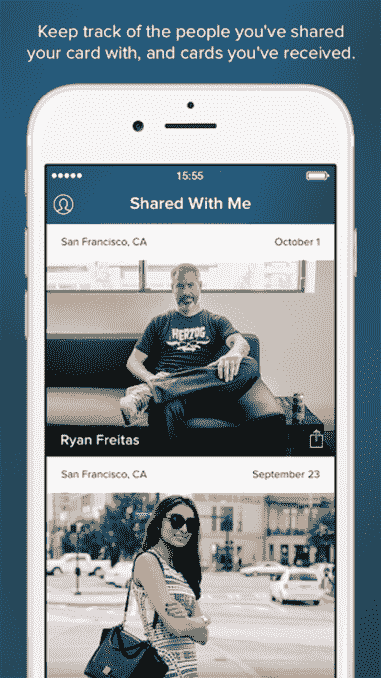 Keep track of the people you've shared
your card with, and cards you've received.
15:55
Shared With Me
San Francisco, CA October 1
HERZOG
Ryan Freitas
San Francisco, CA September 23